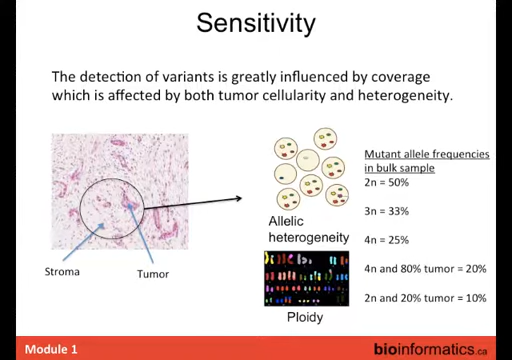 Sensitivity
The detection of variants is greatly influenced by coverage
which is affected by both tumor cellularity and heterogeneity.
Stroma
Tumor
Allelic
heterogeneity
Ploidy
Mutant allele frequencies
in bulk sample
2n = 50%
3n = 33%
4n = 25%
4n and 80% tumor = 20%
2n and 20% tumor = 10%
Module 1
bioinformatics.ca